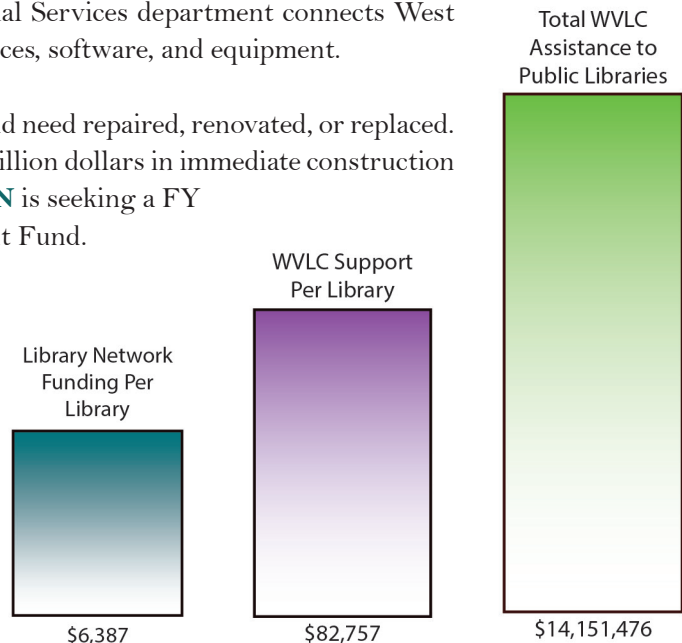 al Services department connects West
ces, software, and equipment.
d need repaired, renovated, or replaced.
illion dollars in immediate construction
N is seeking a FY
t Fund.
Total WVLC
Assistance to
Public Libraries
WVLC Support
Per Library
Library Network
Funding Per
Library
$6,387
$82,757
$14,151,476